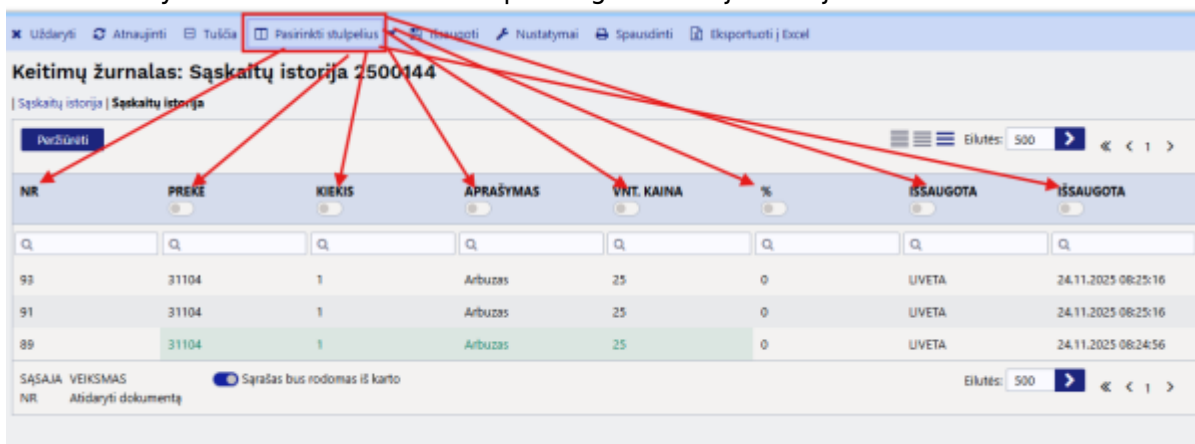 Uždaryti Atnaujinti Tuščia Pasirinkti stulpelius Išsaugoti Nustatymai Spausdinti Eksportuoti į Excel
Keitimų žurnalas: Sąskaitų istorija 2500144
| Sąskaitų istorija | Sąskaitų istorija
Peržiūrėti Eilutės: 500 1
NR PREKĖ KIEKIS APRAŠYMAS VNT. KAINA % IŠSAUGOTA IŠSAUGOTA
93 31104 1 Arbuzas 25 0 LIVETA 24.11.2025 08:25:16
91 31104 1 Arbuzas 25 0 LIVETA 24.11.2025 08:25:16
89 31104 1 Arbuzas 25 0 LIVETA 24.11.2025 08:24:56
SĄSAJA VEIKSMAS Sąrašas bus rodomas iš karto Eilutės: 500 1
NR Atidaryti dokumentą